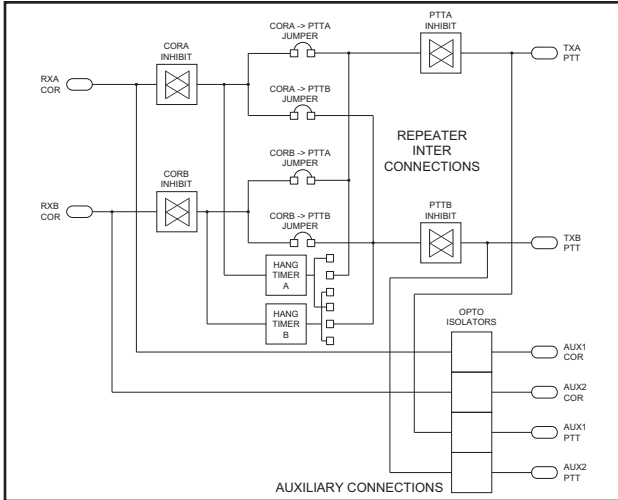 CORA -> PTTA
JUMPER
PTTA
INHIBIT
TXA
PTT
CORA
INHIBIT
RXA
COR
CORA -> PTTB
JUMPER
REPEATER
INTER
CONNECTIONS
CORB -> PTTA
JUMPER
CORB
INHIBIT
RXB
COR
CORB -> PTTB
JUMPER
PTTB
INHIBIT
TXB
PTT
HANG
TIMER
A
HANG
TIMER
B
OPTO
ISOLATORS
AUX1
COR
AUX2
COR
AUX1
PTT
AUX2
PTT
AUXILIARY CONNECTIONS